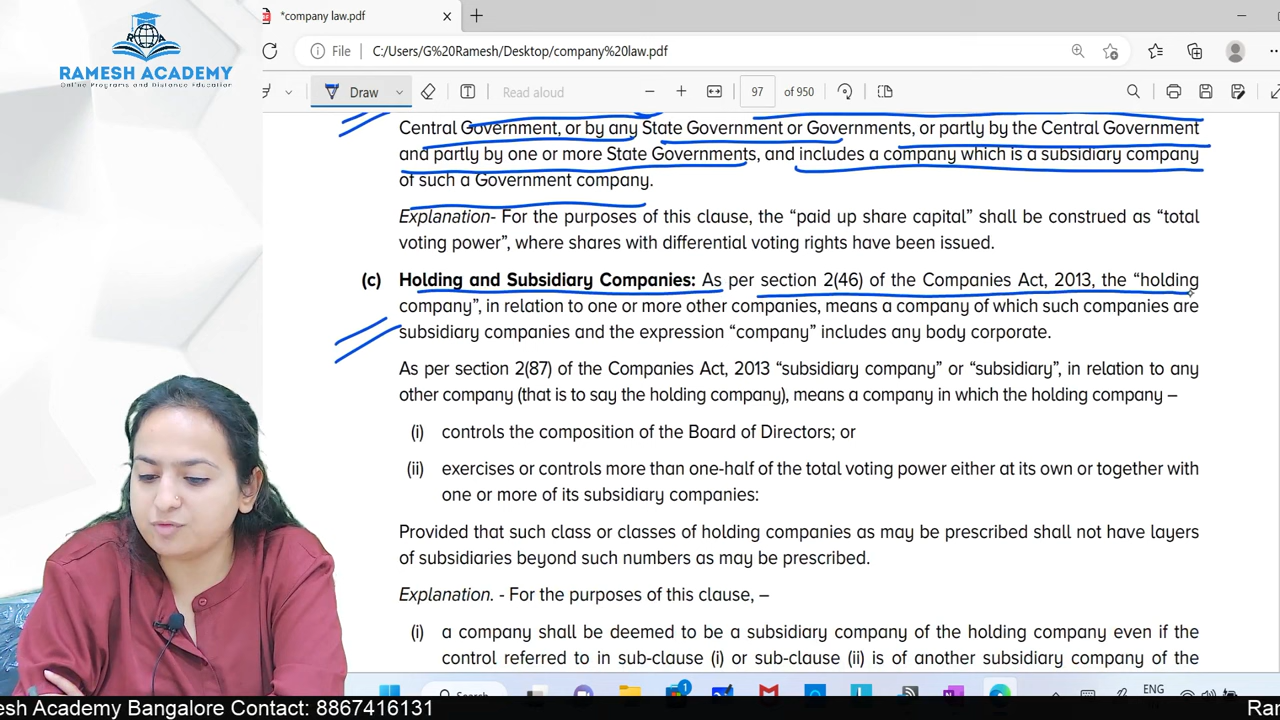 *company law.pdf
File
C:/Users/G%20Ramesh/Desktop/company%20law.pdf
RAMESH ACADEMY
Online Programs and Distance Education
Draw
Read aloud
97
of 950
Central Government, or by any State Government or Governments, or partly by the Central Government
and partly by one or more State Governments, and includes a company which is a subsidiary company
of such a Government company.
Explanation- For the purposes of this clause, the “paid up share capital” shall be construed as “total
voting power”, where shares with differential voting rights have been issued.
(c) Holding and Subsidiary Companies: As per section 2(46) of the Companies Act, 2013, the “holding
company”, in relation to one or more other companies, means a company of which such companies are
subsidiary companies and the expression “company” includes any body corporate.
As per section 2(87) of the Companies Act, 2013 “subsidiary company” or “subsidiary”, in relation to any
other company (that is to say the holding company), means a company in which the holding company –
(i) controls the composition of the Board of Directors; or
(ii) exercises or controls more than one-half of the total voting power either at its own or together with
one or more of its subsidiary companies:
Provided that such class or classes of holding companies as may be prescribed shall not have layers
of subsidiaries beyond such numbers as may be prescribed.
Explanation. - For the purposes of this clause, –
(i) a company shall be deemed to be a subsidiary company of the holding company even if the
control referred to in sub-clause (i) or sub-clause (ii) is of another subsidiary company of the
Search
1
ENG
esh Academy Bangalore Contact: 8867416131
Ra